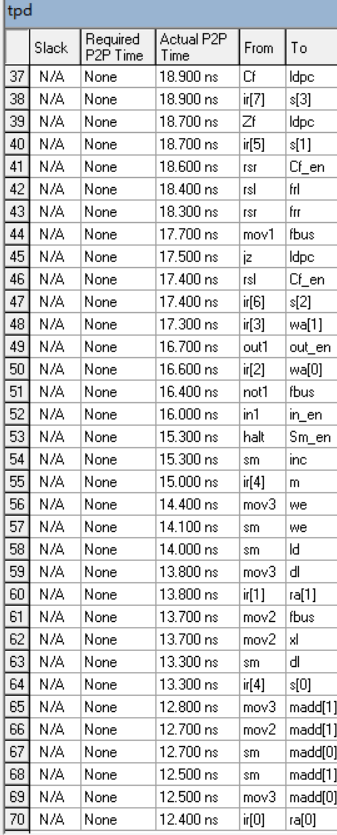 tpd
Slack Required P2P Time Actual P2P Time From To
37 N/A None 18.900 ns Cf ldpc
38 N/A None 18.900 ns ir[7] s[3]
39 N/A None 18.700 ns Zf ldpc
40 N/A None 18.700 ns ir[5] s[1]
41 N/A None 18.600 ns rsr Cf_en
42 N/A None 18.400 ns rsl frl
43 N/A None 18.300 ns rsr frr
44 N/A None 17.700 ns mov1 fbus
45 N/A None 17.500 ns jz ldpc
46 N/A None 17.400 ns rsl Cf_en
47 N/A None 17.400 ns ir[6] s[2]
48 N/A None 17.300 ns ir[3] wa[1]
49 N/A None 16.700 ns out1 out_en
50 N/A None 16.600 ns ir[2] wa[0]
51 N/A None 16.400 ns not1 fbus
52 N/A None 16.000 ns in1 in_en
53 N/A None 15.300 ns halt Sm_en
54 N/A None 15.300 ns sm inc
55 N/A None 15.000 ns ir[4] m
56 N/A None 14.400 ns mov3 we
57 N/A None 14.100 ns sm we
58 N/A None 14.000 ns sm ld
59 N/A None 13.800 ns mov3 dl
60 N/A None 13.800 ns ir[1] ra[1]
61 N/A None 13.700 ns mov2 fbus
62 N/A None 13.700 ns mov2 xl
63 N/A None 13.300 ns sm dl
64 N/A None 13.300 ns ir[4] s[0]
65 N/A None 12.800 ns mov3 madd[1]
66 N/A None 12.700 ns mov2 madd[1]
67 N/A None 12.700 ns sm madd[0]
68 N/A None 12.500 ns sm madd[1]
69 N/A None 12.500 ns mov3 madd[0]
70 N/A None 12.400 ns ir[0] ra[0]